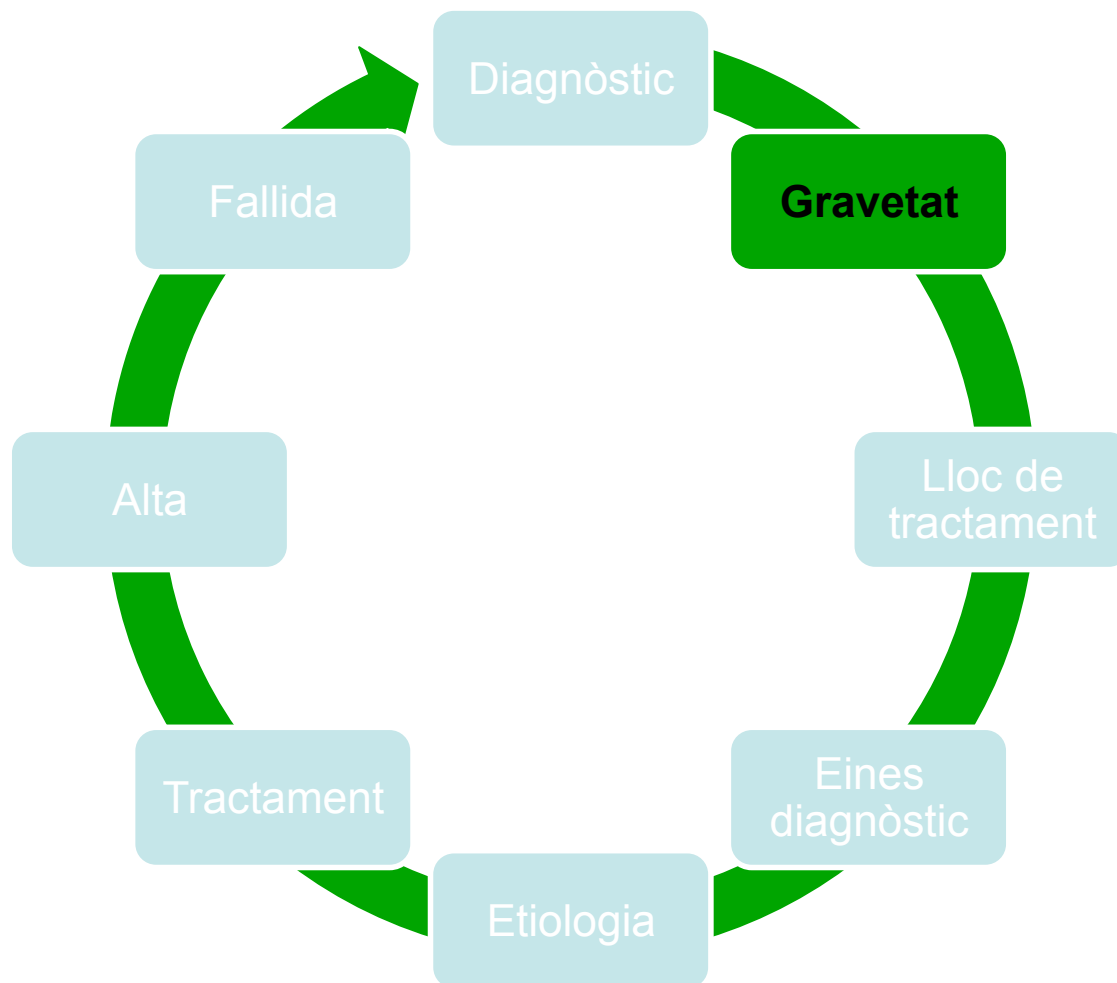 Diagnòstic
Gravetat
Lloc de
tractament
Eines
diagnòstic
Etiologia
Tractament
Alta
Fallida